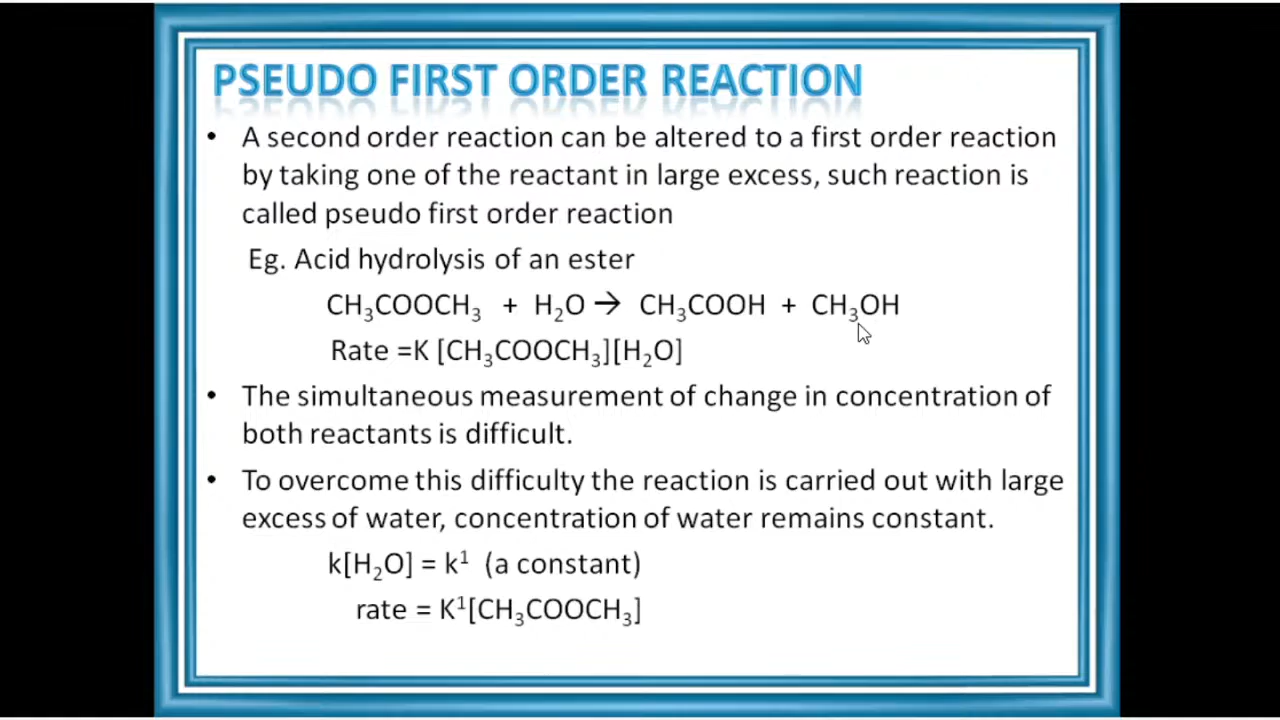 PSEUDO FIRST ORDER REACTION
• A second order reaction can be altered to a first order reaction
by taking one of the reactant in large excess, such reaction is
called pseudo first order reaction
Eg. Acid hydrolysis of an ester
CH₃COOCH₃ + H₂O → CH₃COOH + CH₃OH
Rate =K [CH₃COOCH₃][H₂O]
• The simultaneous measurement of change in concentration of
both reactants is difficult.
• To overcome this difficulty the reaction is carried out with large
excess of water, concentration of water remains constant.
k[H₂O] = k¹ (a constant)
rate = K¹[CH₃COOCH₃]